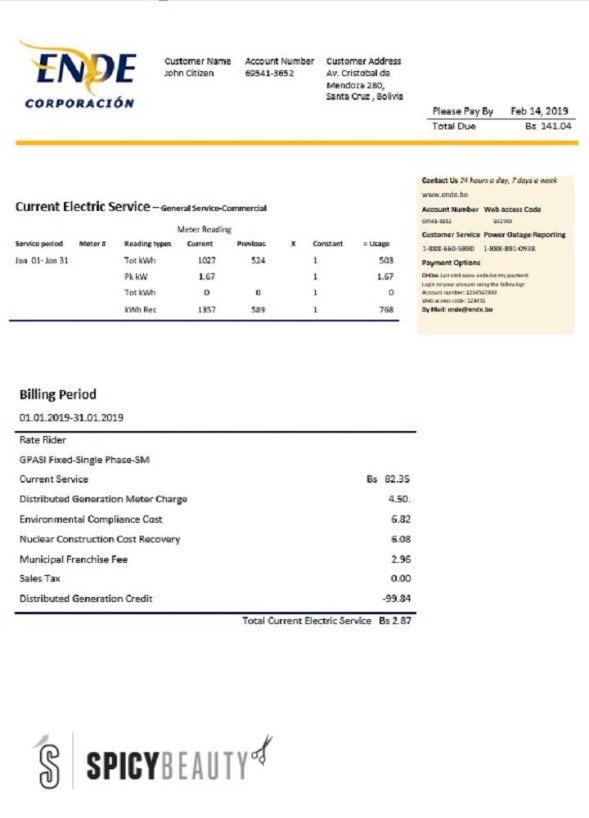 ENDE
CORPORACIÓN
Customer Name Account Number Customer Address
John Citizen 69541-3652 Av. Cristobal de
Mendoza 280,
Santa Cruz , Bolivia
Please Pay By Feb 14, 2019
Total Due Bs 141.04
Contact Us 24 hours a day, 7 days a week
www.ende.bo
Account Number Web access Code
69541-3652
Customer Service Power Outage Reporting
1-888-660-5890 1-888-891-0938
Payment Options
Online Just visit www.ende.bo/my payment
Login to your account using the following:
Account number: 1234567890
Web access code: 123456
By Mail: ende@ende.bo
Current Electric Service – General Service-Commercial
Meter Reading
Service period Meter # Reading types Current Previous X Constant = Usage
Jan 01-Jan 31 Tot kWh 1027 524 1 503
Pk kW 1.67 1 1.67
Tot kWh 0 0 1 0
kWh Rec 1357 589 1 768
Billing Period
01.01.2019-31.01.2019
Rate Rider
GPASI Fixed-Single Phase-SM
Current Service Bs 82.35
Distributed Generation Meter Charge 4.50.
Environmental Compliance Cost 6.82
Nuclear Construction Cost Recovery 6.08
Municipal Franchise Fee 2.96
Sales Tax 0.00
Distributed Generation Credit -99.84
Total Current Electric Service Bs 2.87
S SPICYBEAUTY